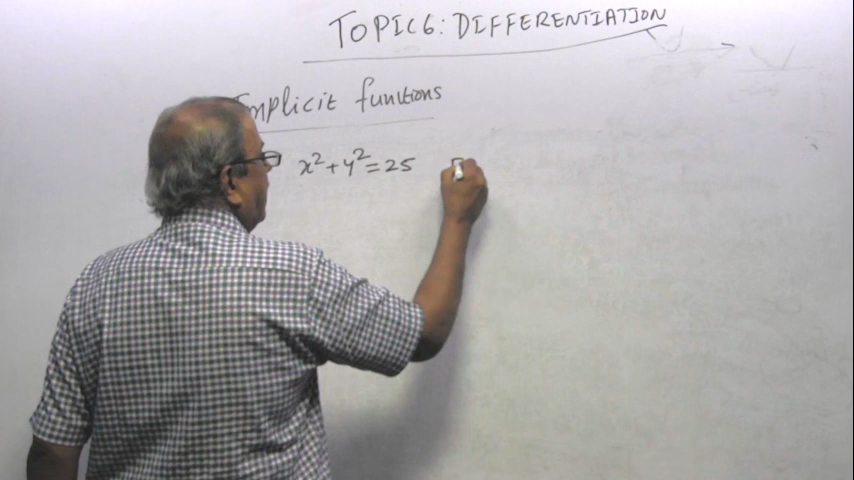 TOPIC 6: DIFFERENTIATION
Implicit functions
x² + y² = 25